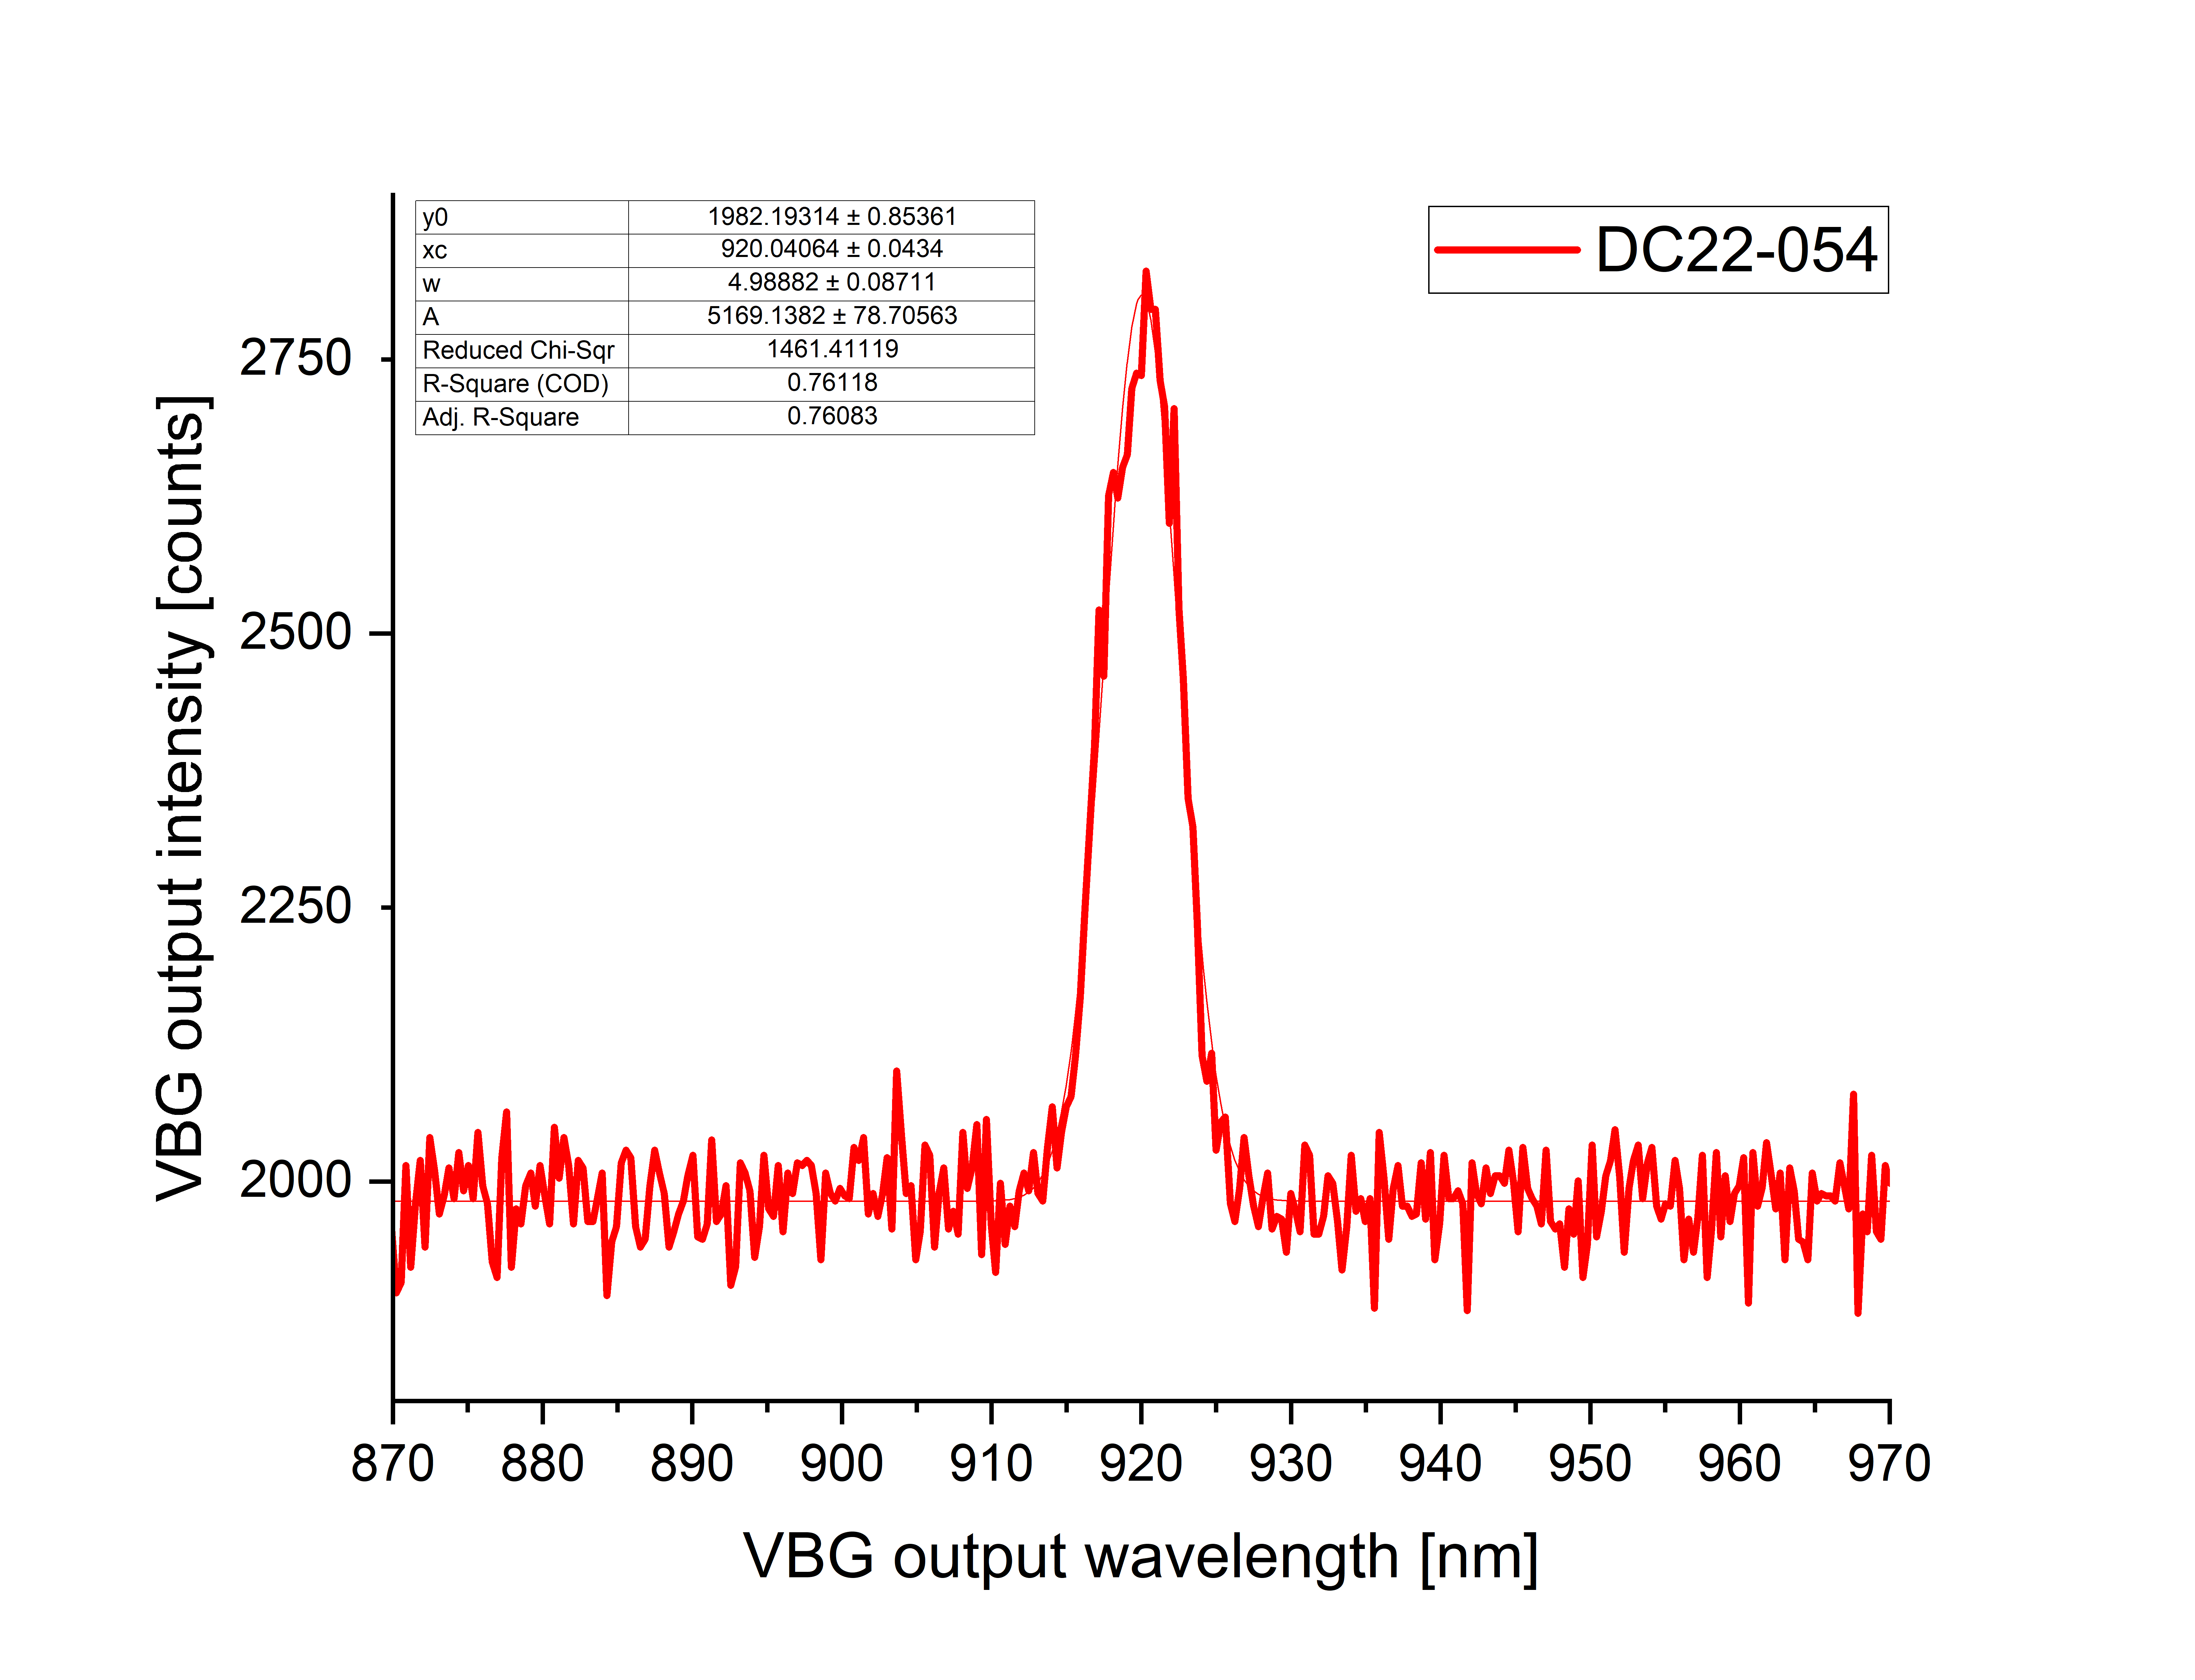 y0 1982.19314 ± 0.85361
xc 920.04064 ± 0.0434
w 4.98882 ± 0.08711
A 5169.1382 ± 78.70563
Reduced Chi-Sqr 1461.41119
R-Square (COD) 0.76118
Adj. R-Square 0.76083
DC22-054
VBG output intensity [counts]
2750
2500
2250
2000
870 880 890 900 910 920 930 940 950 960 970
VBG output wavelength [nm]